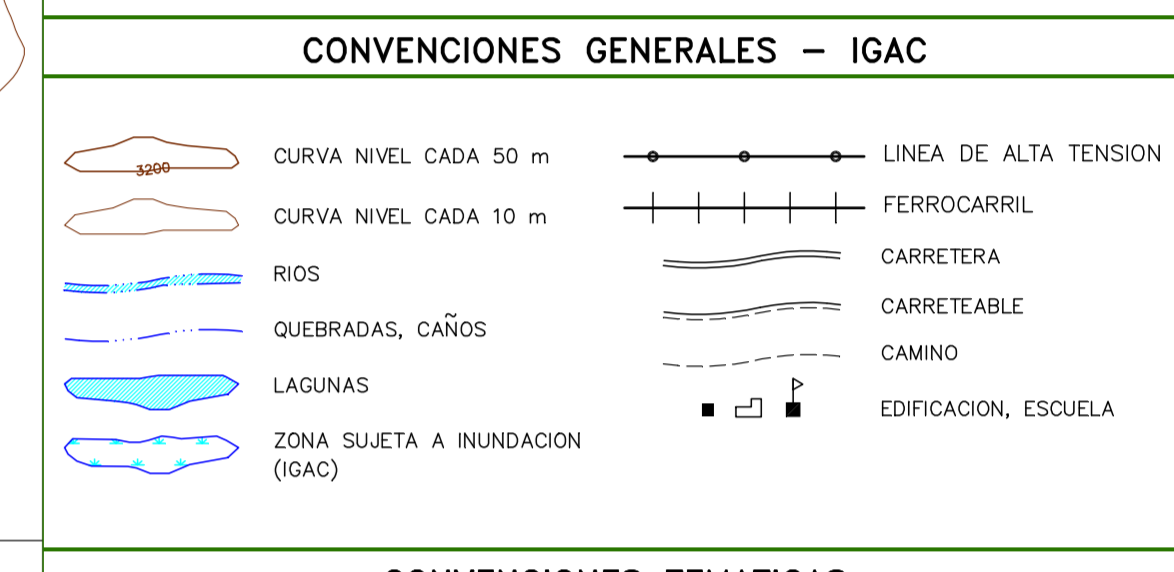 CONVENCIONES GENERALES – IGAC
3200
CURVA NIVEL CADA 50 m
CURVA NIVEL CADA 10 m
RIOS
QUEBRADAS, CAÑOS
LAGUNAS
ZONA SUJETA A INUNDACION
(IGAC)
LINEA DE ALTA TENSION
FERROCARRIL
CARRETERA
CARRETEABLE
CAMINO
EDIFICACION, ESCUELA